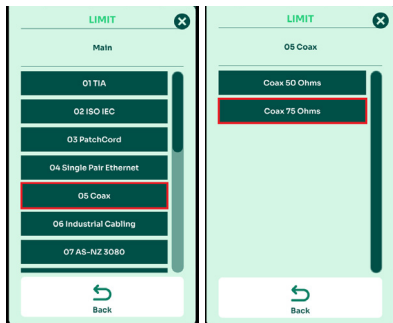 LIMIT
Main
01 TIA
02 ISO IEC
03 PatchCord
04 Single Pair Ethernet
05 Coax
06 Industrial Cabling
07 AS-NZ 3080
Back
LIMIT
05 Coax
Coax 50 Ohms
Coax 75 Ohms
Back